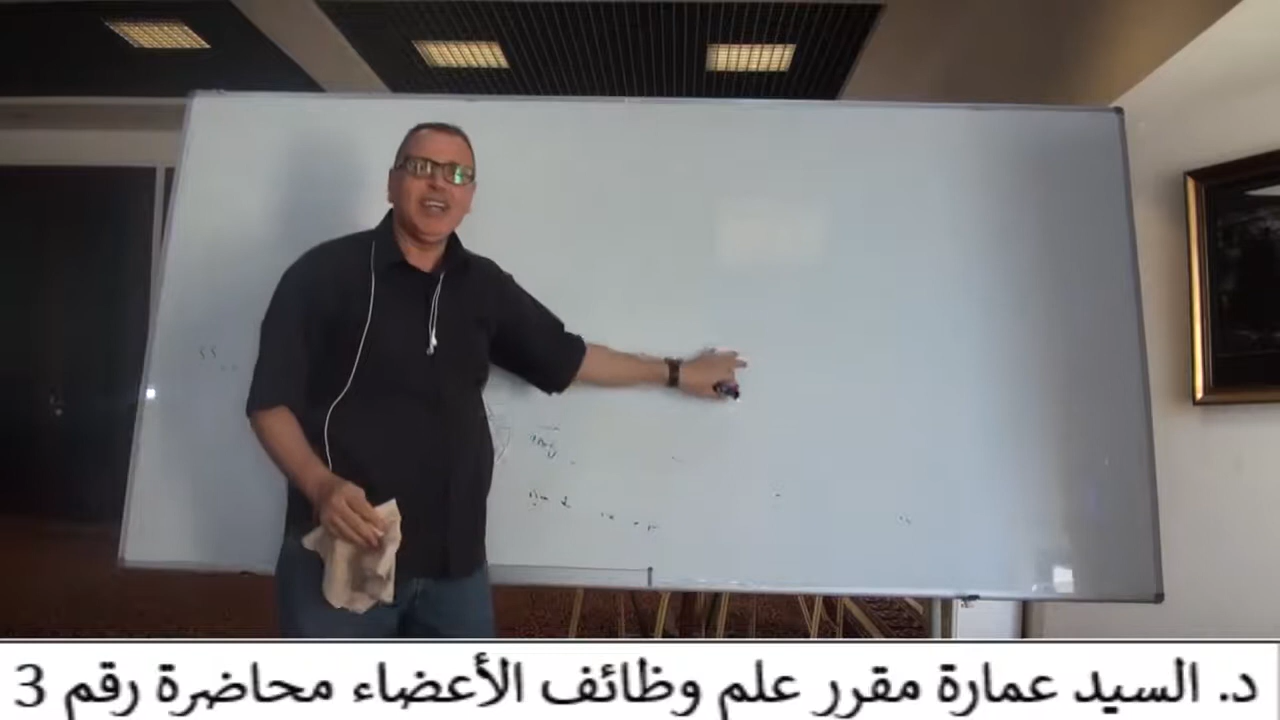 د. السيد عمارة مقرر علم وظائف الأعضاء محاضرة رقم 3